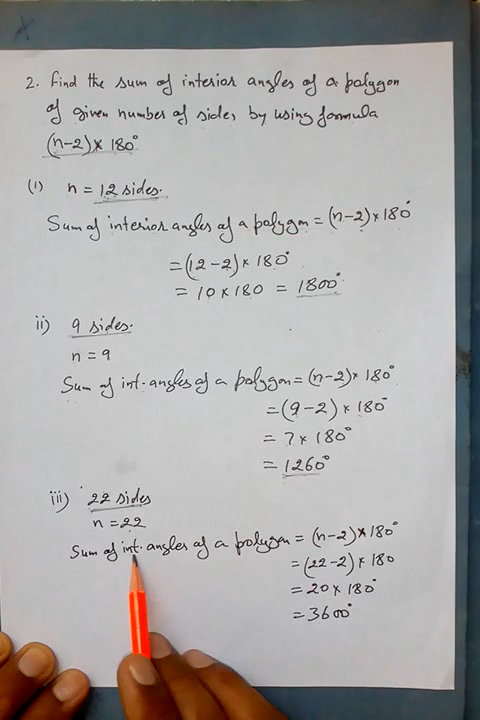 2. Find the sum of interior angles of a polygon
of given number of sides by using formula
(n-2)×180°
(i) n = 12 sides.
Sum of interior angles of a polygon = (n-2)×180°
= (12-2)×180°
= 10×180 = 1800°
ii) 9 sides.
n = 9
Sum of int. angles of a polygon = (n-2)×180°
= (9-2)×180°
= 7×180°
= 1260°
iii) 22 sides
n = 22
Sum of int. angles of a polygon = (n-2)×180°
= (22-2)×180
= 20×180°
= 3600°